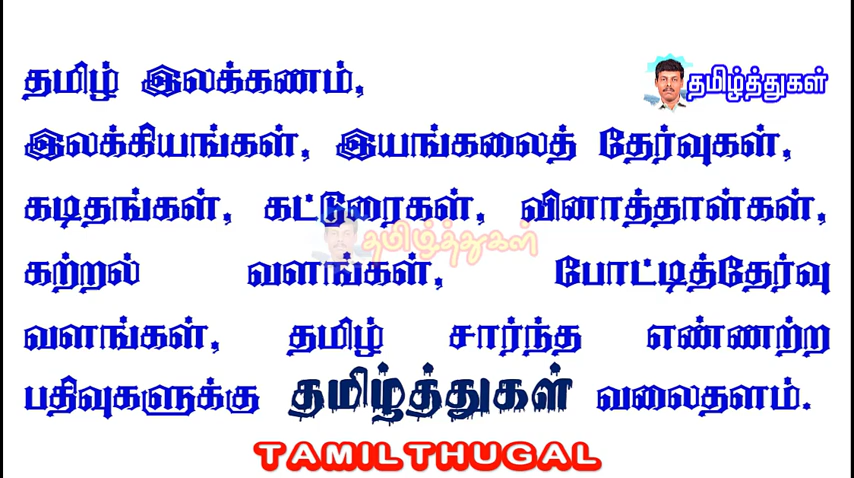 தமிழ் இலக்கணம்,
தமிழ்த்துகள்
இலக்கியங்கள், இயங்கலைத் தேர்வுகள்,
கடிதங்கள், கட்டுரைகள், வினாத்தாள்கள்,
தமிழ்த்துகள்
கற்றல் வளங்கள், போட்டித்தேர்வு
வளங்கள், தமிழ் சார்ந்த எண்ணற்ற
பதிவுகளுக்கு தமிழ்த்துகள் வலைதளம்.
TAMILTHUGAL